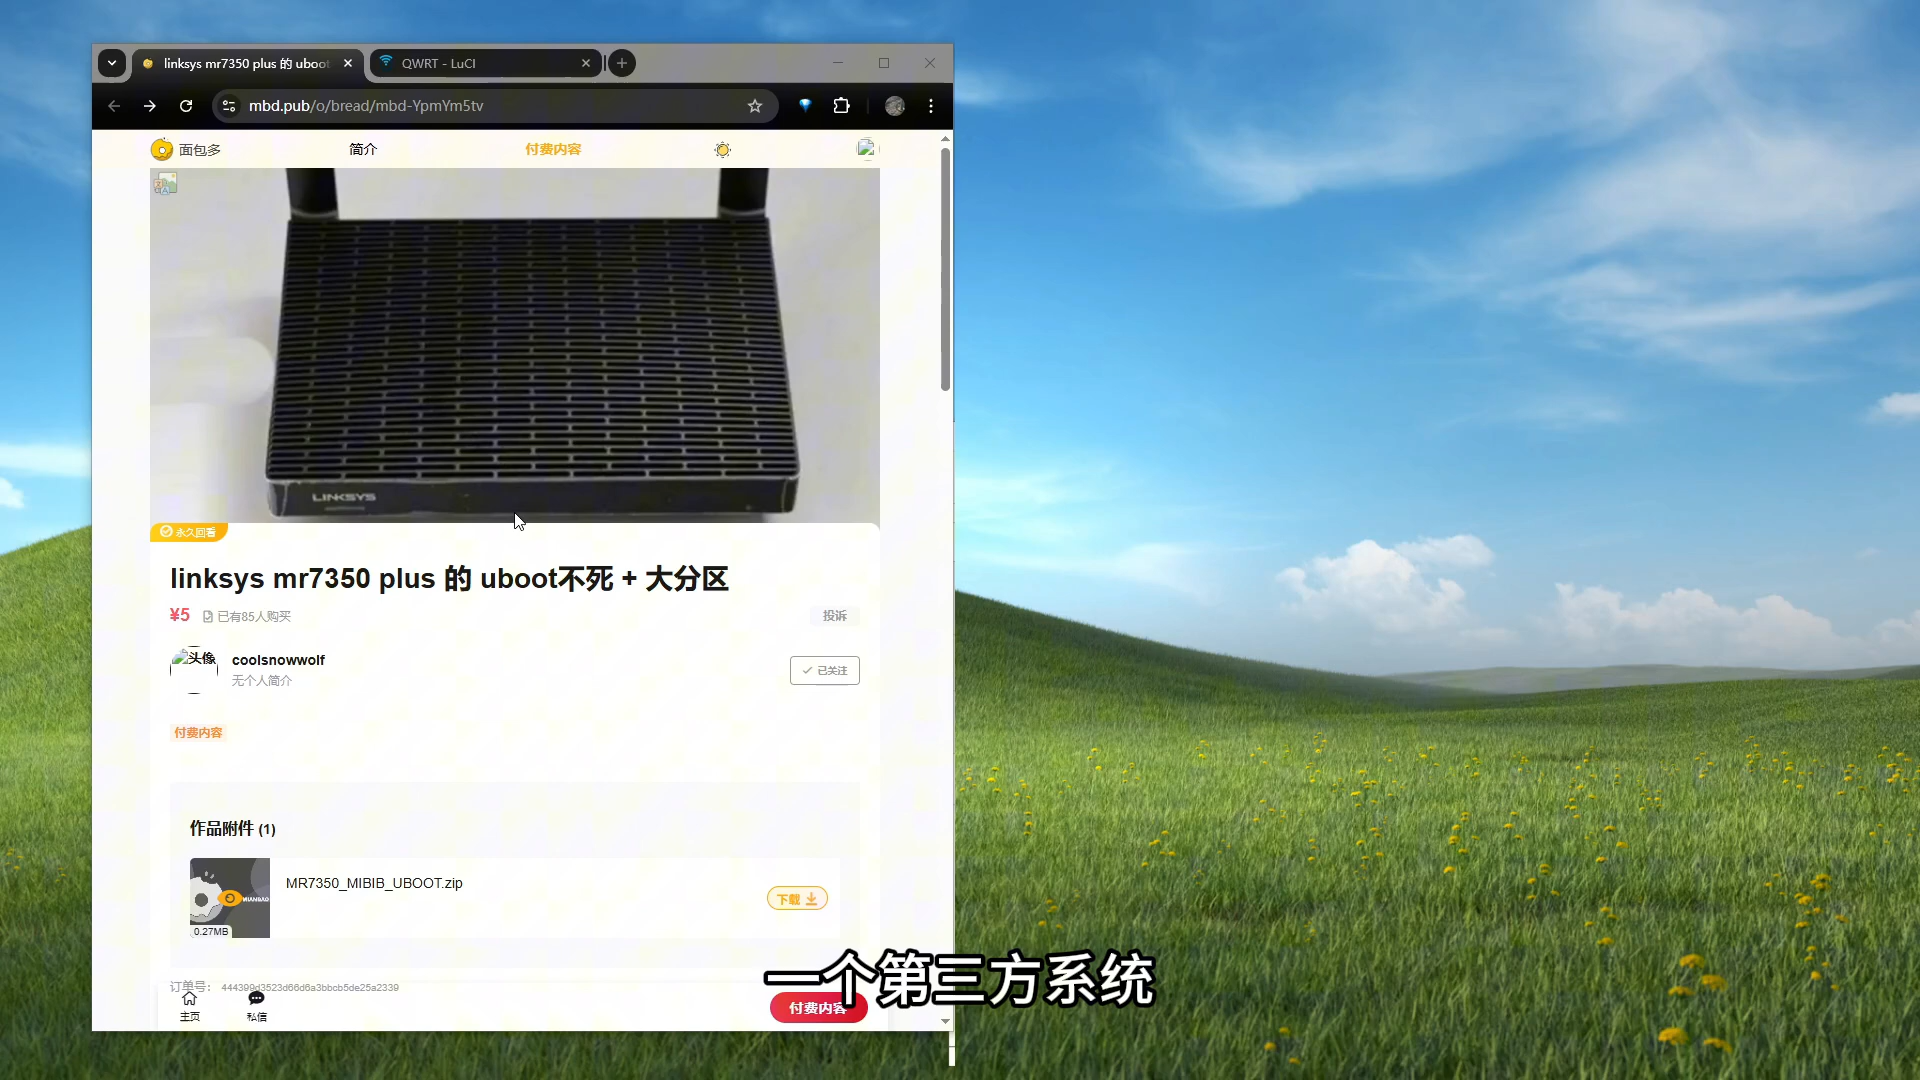 linksys mr7350 plus 的 uboot
QWRT - LuCI
mbd.pub/o/bread/mbd-YpmYm5tv
面包多
简介
付费内容
LINKSYS
永久回看
linksys mr7350 plus 的 uboot不死 + 大分区
¥5
已有85人购买
投诉
头像
coolsnowwolf
无个人简介
已关注
付费内容
作品附件 (1)
MR7350_MIBIB_UBOOT.zip
MIANBAO
下载
0.27MB
一个第三方系统
订单号:
444399d3523d66d6a3bbcb5de25a2339
主页
私信
付费内容